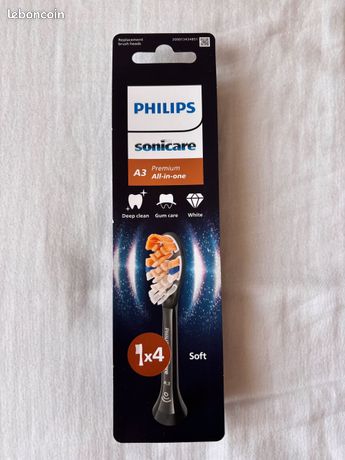 leboncoin
Replacement
brush heads
PHILIPS
sonicare
A3 Premium
All-in-one
Deep clean Gum care White
1x4 Soft